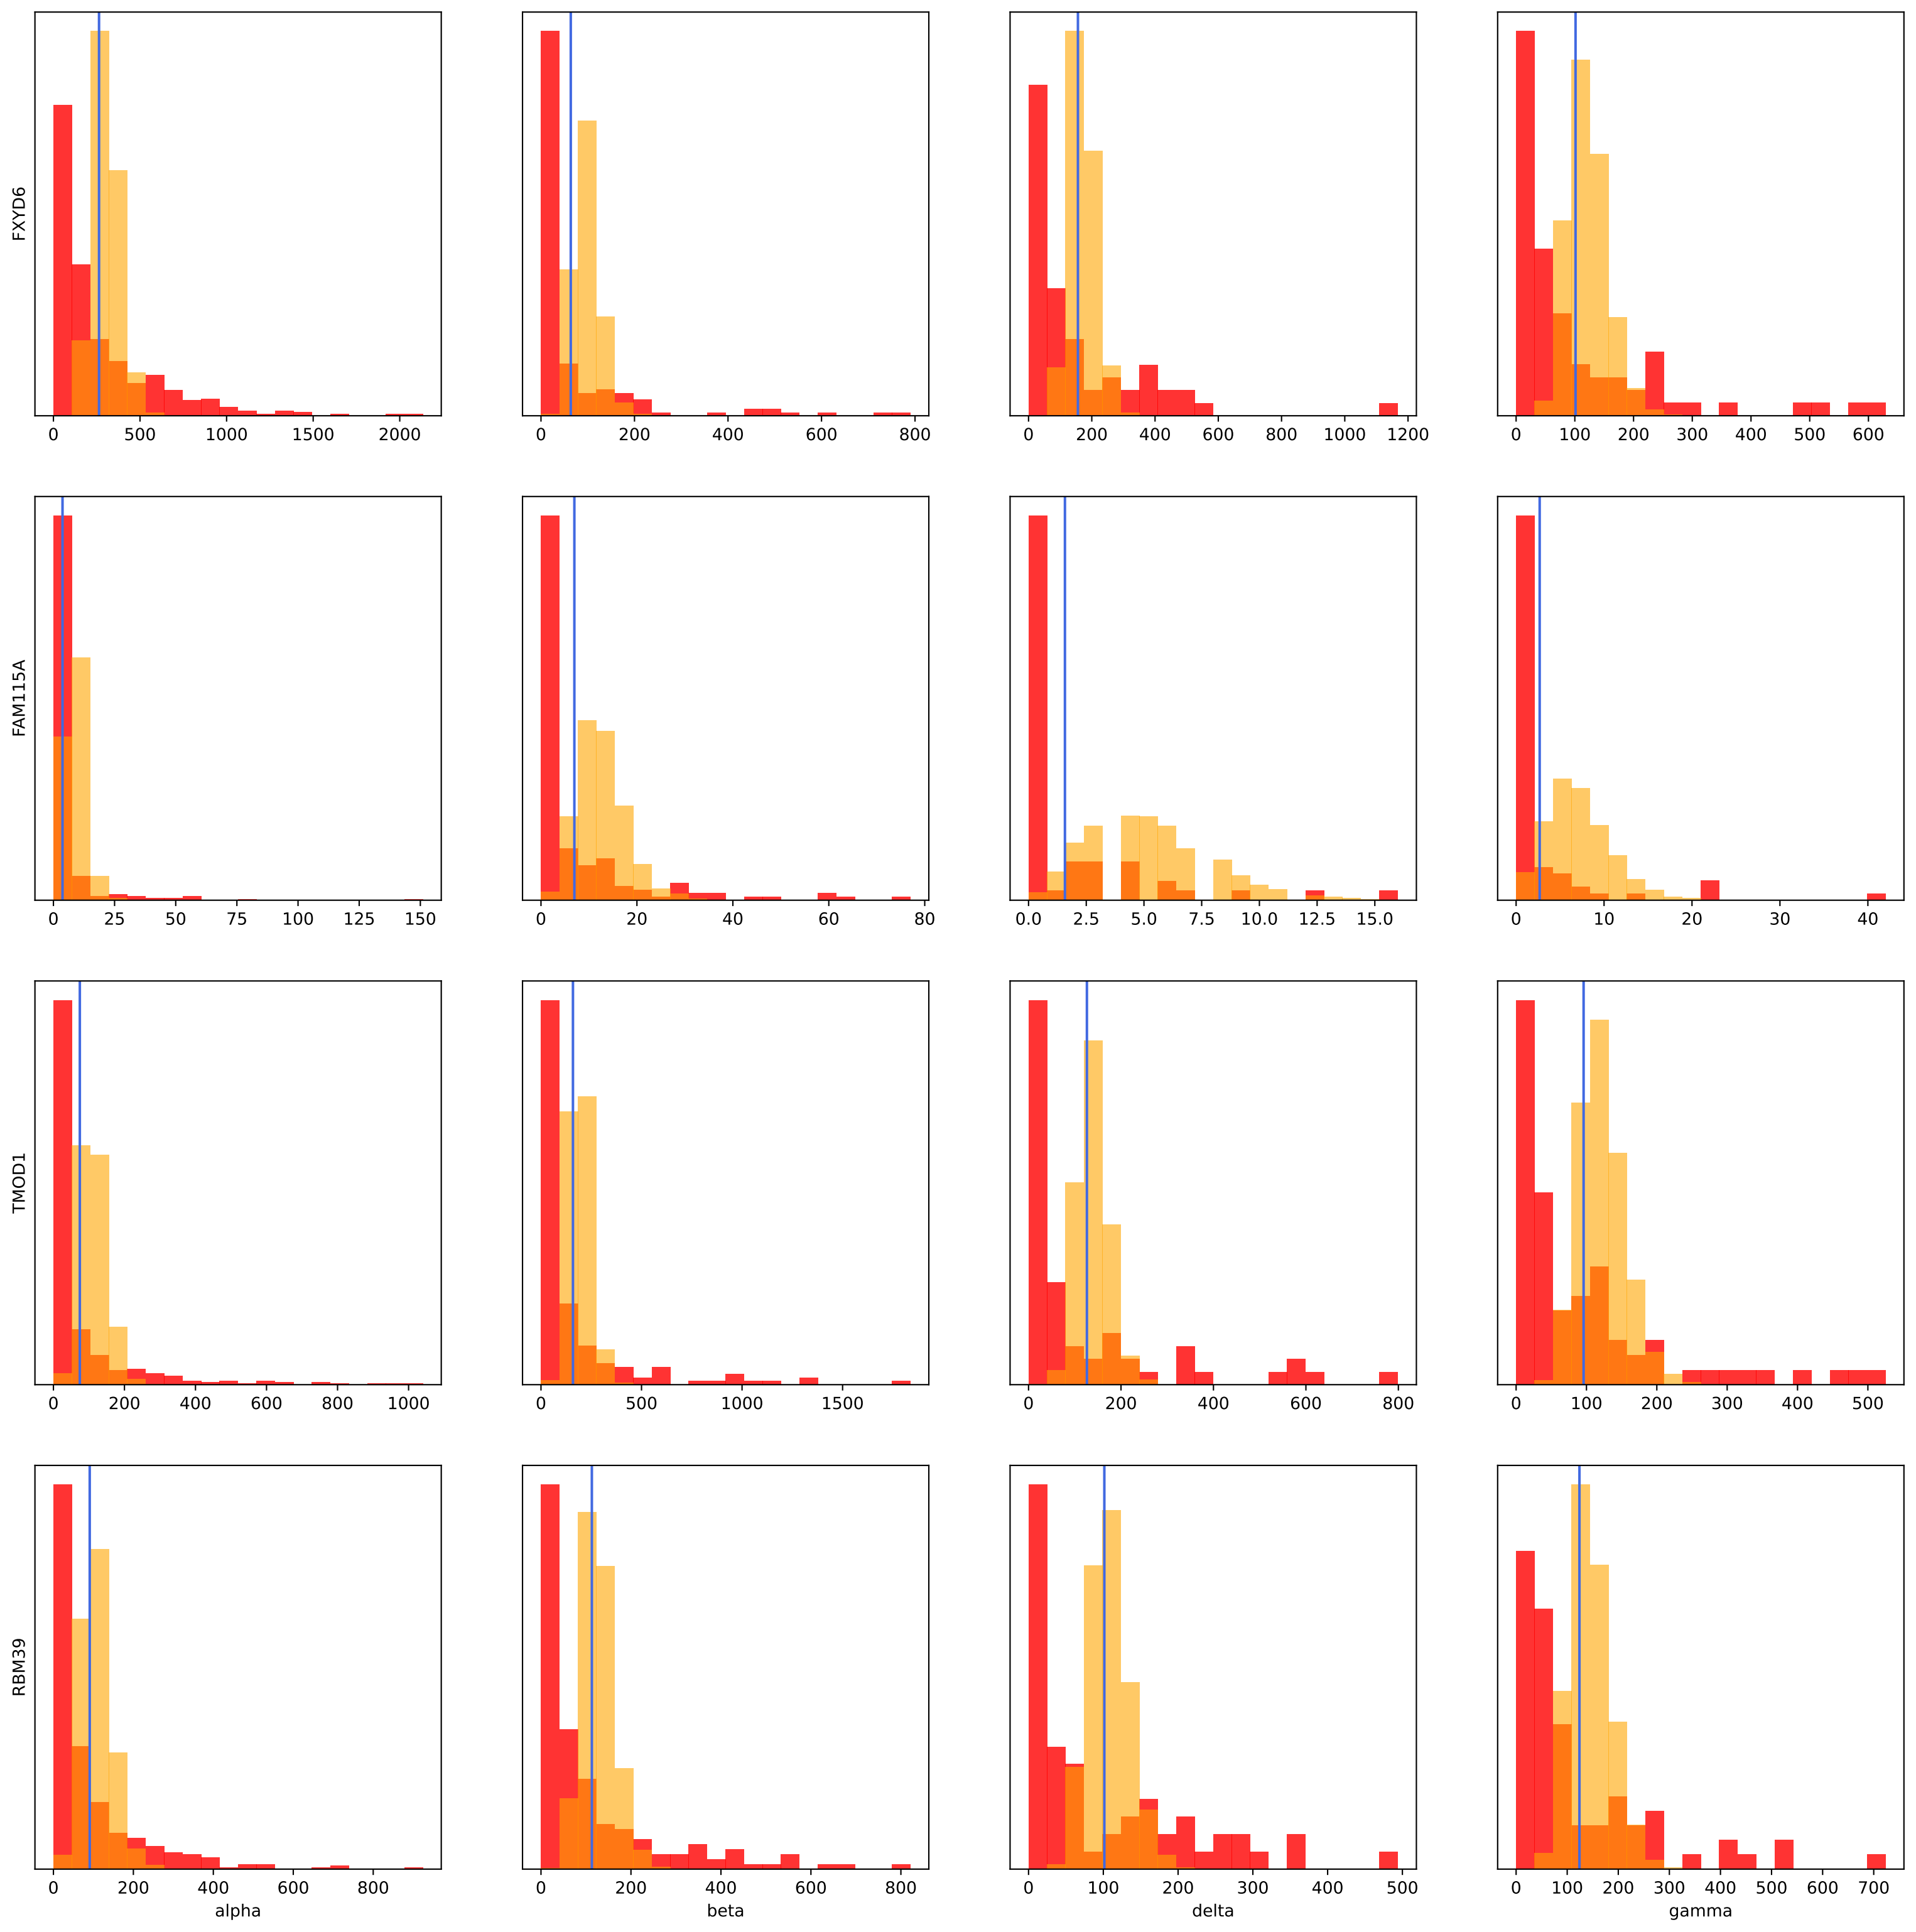 FXYD6
0 500 1000 1500 2000
0 200 400 600 800
0 200 400 600 800 1000 1200
0 100 200 300 400 500 600
FAM115A
0 25 50 75 100 125 150
0 20 40 60 80
0.0 2.5 5.0 7.5 10.0 12.5 15.0
0 10 20 30 40
TMOD1
0 200 400 600 800 1000
0 500 1000 1500
0 200 400 600 800
0 100 200 300 400 500
RBM39
0 200 400 600 800
0 200 400 600 800
0 100 200 300 400 500
0 100 200 300 400 500 600 700
alpha
beta
delta
gamma